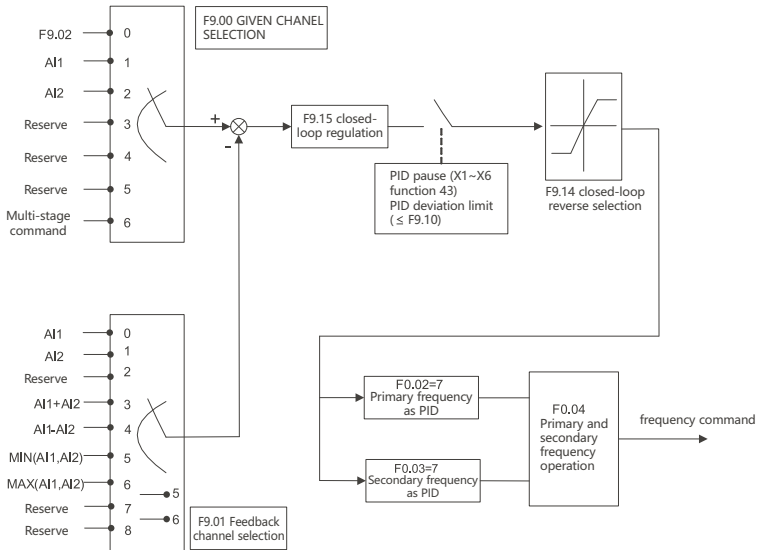 F9.00 GIVEN CHANEL
SELECTION
F9.02
0
AI1
1
AI2
2
Reserve
3
Reserve
4
Reserve
5
Multi-stage
command
6
+
-
F9.15 closed-
loop regulation
PID pause (X1~X6
function 43)
PID deviation limit
( ≤ F9.10)
F9.14 closed-loop
reverse selection
AI1
0
AI2
1
Reserve
2
AI1+AI2
3
AI1-AI2
4
MIN(AI1,AI2)
5
MAX(AI1,AI2)
6
Reserve
7
Reserve
8
5
6
F9.01 Feedback
channel selection
F0.02=7
Primary frequency
as PID
F0.03=7
Secondary frequency
as PID
F0.04
Primary and
secondary
frequency
operation
frequency command